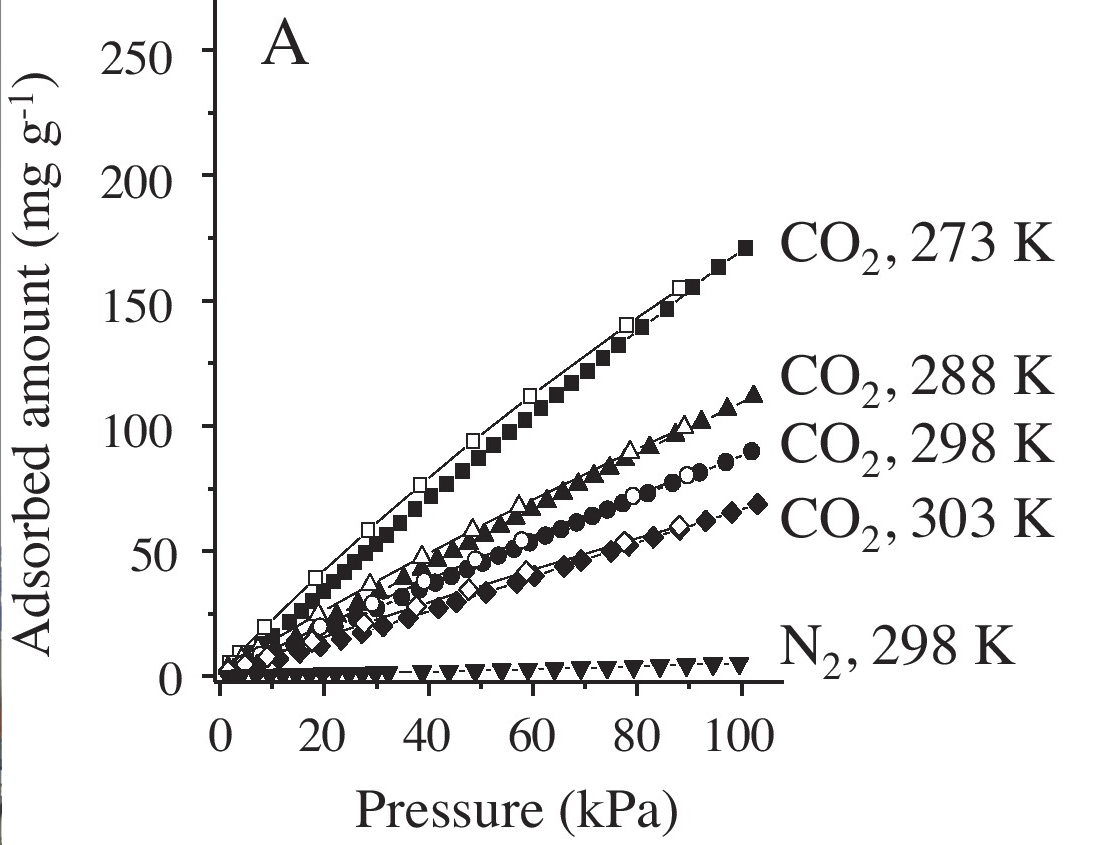 A
Adsorbed amount (mg g⁻¹)
250
200
150
100
50
0
CO₂, 273 K
CO₂, 288 K
CO₂, 298 K
CO₂, 303 K
N₂, 298 K
0 20 40 60 80 100
Pressure (kPa)